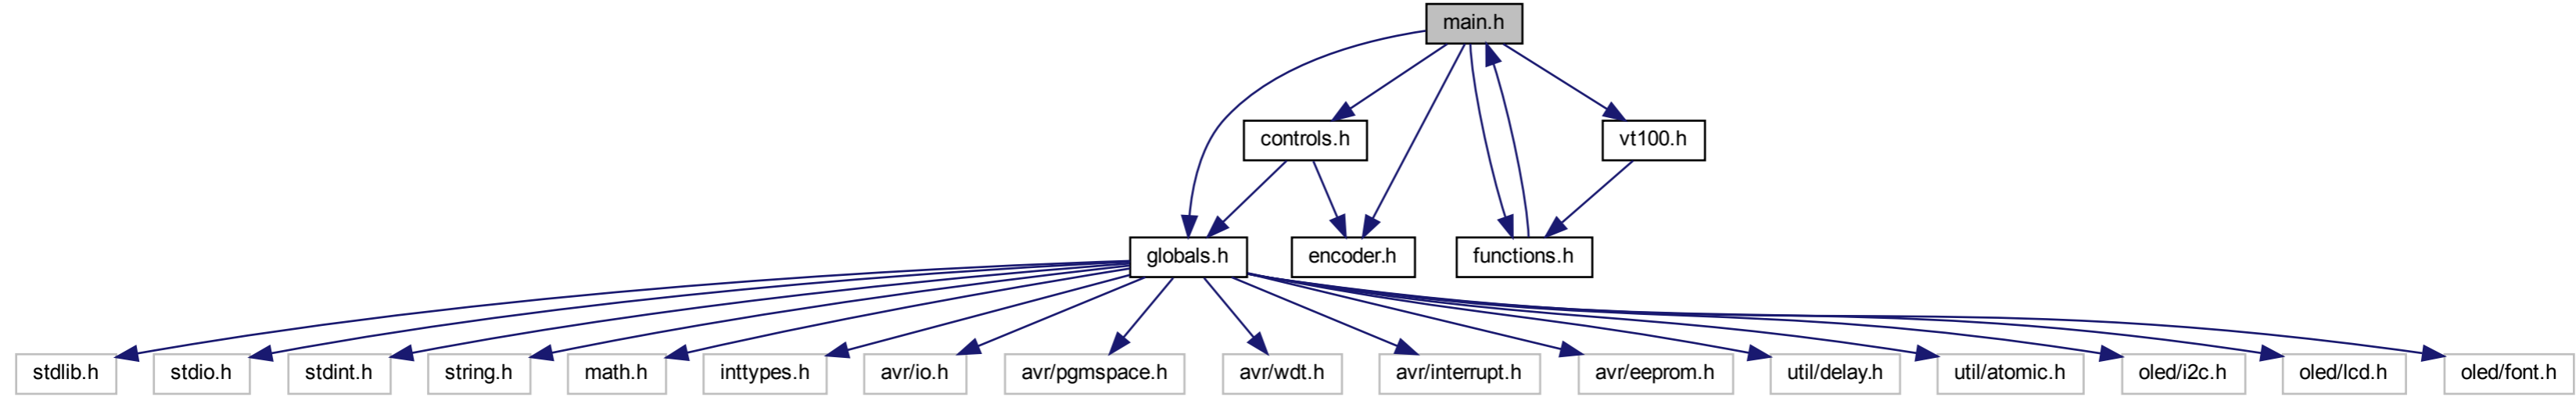 main.h
controls.h
vt100.h
globals.h
encoder.h
functions.h
stdlib.h
stdio.h
stdint.h
string.h
math.h
inttypes.h
avr/io.h
avr/pgmspace.h
avr/wdt.h
avr/interrupt.h
avr/eeprom.h
util/delay.h
util/atomic.h
oled/i2c.h
oled/lcd.h
oled/font.h